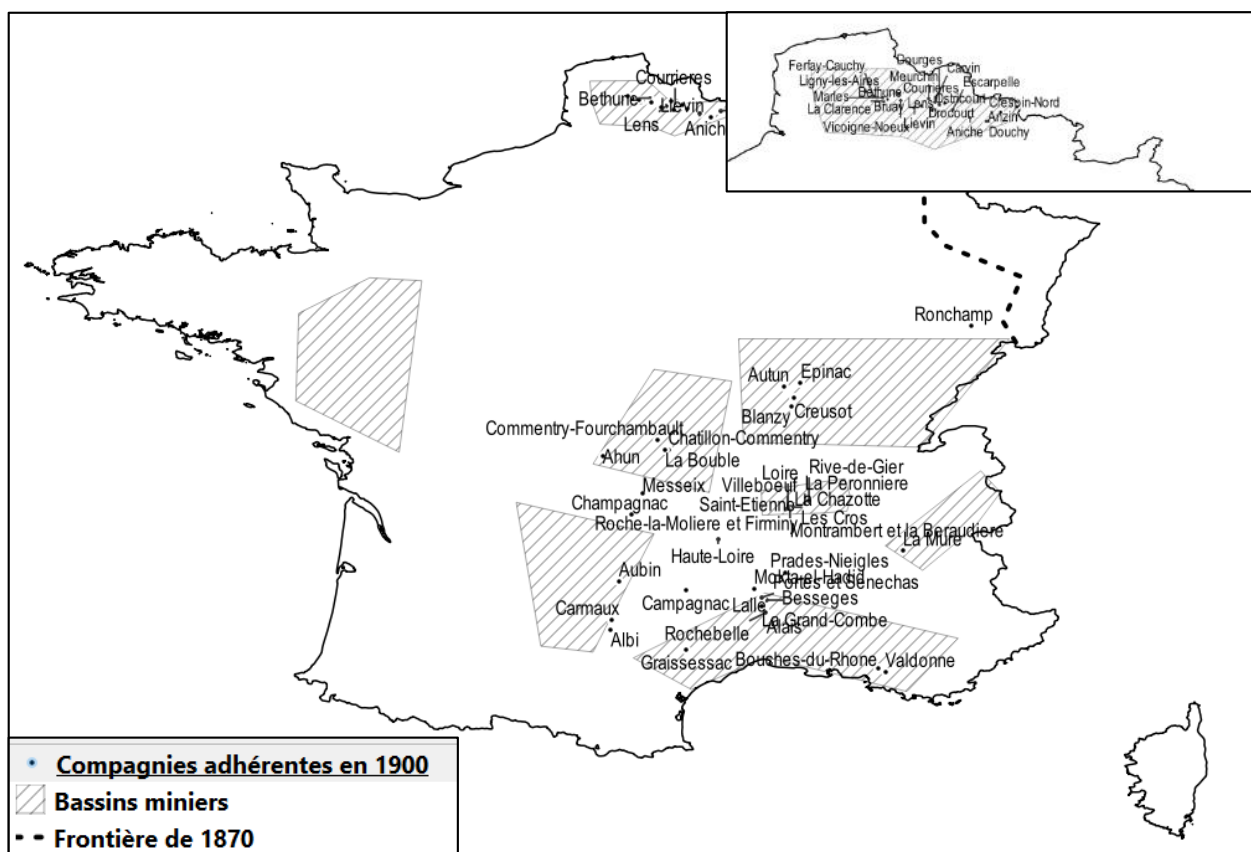 Courrieres
Bethune
Lievin
Lens
Anich
Dourges
Carvin
Ferfay-Cauchy
Meurchin
Escarpelle
Ligny-les-Aires
Courrieres
Bethune
Marles
Ostricourt
Crespin-Nord
La Clarence
Bruay
Lens
Drocourt
Anzin
Vicoigne-Noeux
Lievin
Aniche
Douchy
Ronchamp
Autun
Epinac
Blanzy
Creusot
Commentry-Fourchambault
Chatillon-Commentry
Ahun
La Bouble
Rive-de-Gier
Loire
Messeix
Villeboeuf
La Peronniere
Champagnac
Saint-Etienne
La Chazotte
Roche-la-Moliere et Firminy
Les Cros
Montrambert et la Beraudiere
La Mure
Haute-Loire
Prades-Nieigles
Aubin
Mokta-el-Hadid
Portes et Senechas
Campagnac
Lalle
Besseges
Carmaux
La Grand-Combe
Albi
Rochebelle
Alais
Graissessac
Bouches-du-Rhone
Valdonne
Compagnies adhérentes en 1900
Bassins miniers
Frontière de 1870